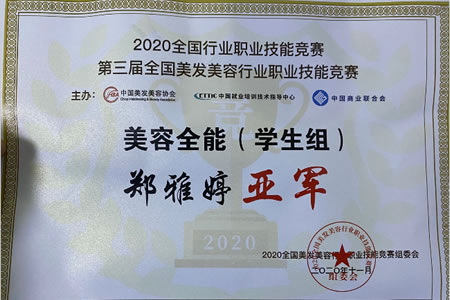 2020全国行业职业技能竞赛
第三届全国美发美容行业职业技能竞赛
主办: 中国美发美容协会 CETTIC 中国就业培训技术指导中心 中国商业联合会
美容全能(学生组)
郑雅婷 亚军
2020
2020全国美发美容行业职业技能竞赛组委会
二〇二〇年十一月
组委会